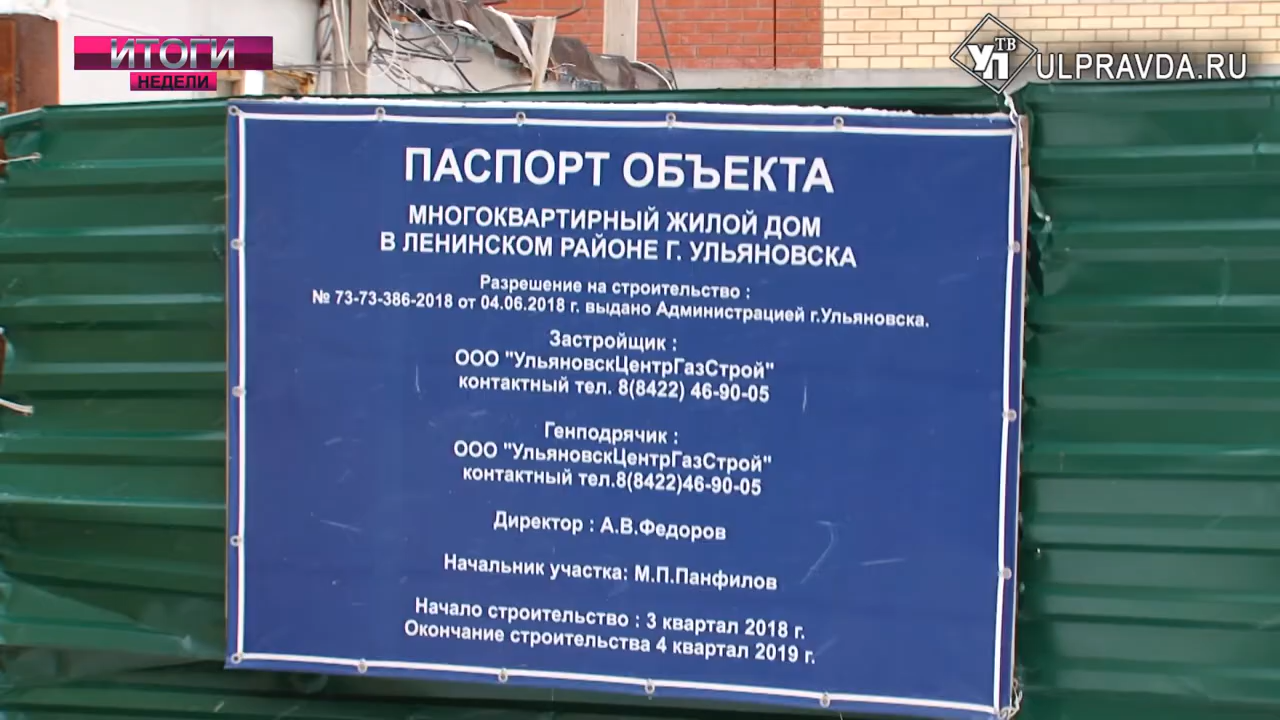 ИТОГИ
НЕДЕЛИ
УП ТВ ULPRAVDA.RU
ПАСПОРТ ОБЪЕКТА
МНОГОКВАРТИРНЫЙ ЖИЛОЙ ДОМ
В ЛЕНИНСКОМ РАЙОНЕ Г. УЛЬЯНОВСКА
Разрешение на строительство :
№ 73-73-386-2018 от 04.06.2018 г. выдано Администрацией г.Ульяновска.
Застройщик :
ООО "УльяновскЦентрГазСтрой"
контактный тел. 8(8422) 46-90-05
Генподрячик :
ООО "УльяновскЦентрГазСтрой"
контактный тел.8(8422)46-90-05
Директор : А.В.Федоров
Начальник участка: М.П.Панфилов
Начало строительство : 3 квартал 2018 г.
Окончание строительства 4 квартал 2019 г.